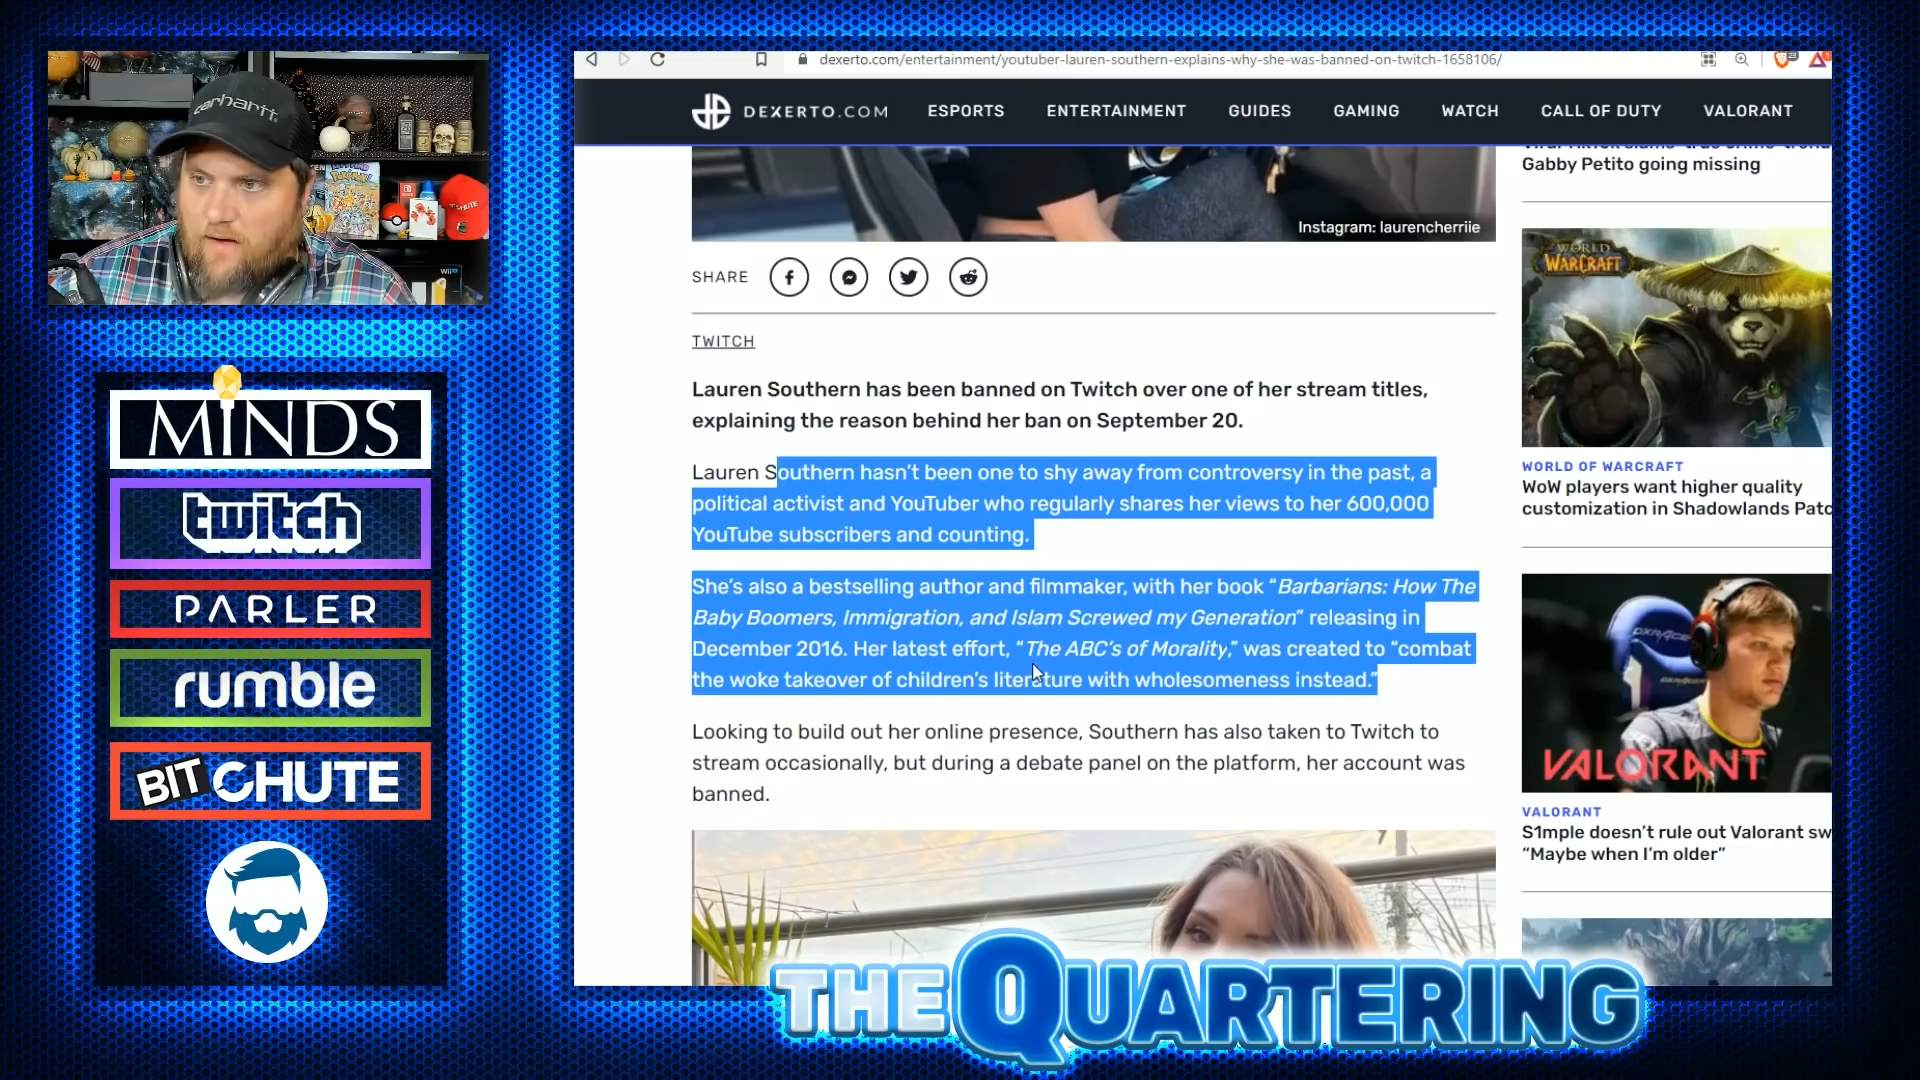 carhartt
Pokémon
WiiU
MINDS
twitch
PARLER
rumble
BITCHUTE
dexerto.com/entertainment/youtuber-lauren-southern-explains-why-she-was-banned-on-twitch-1658106/
DEXERTO.COM ESPORTS ENTERTAINMENT GUIDES GAMING WATCH CALL OF DUTY VALORANT
Instagram: laurencherriie
SHARE
TWITCH
Lauren Southern has been banned on Twitch over one of her stream titles,
explaining the reason behind her ban on September 20.
Lauren Southern hasn't been one to shy away from controversy in the past, a
political activist and YouTuber who regularly shares her views to her 600,000
YouTube subscribers and counting.
She's also a bestselling author and filmmaker, with her book “Barbarians: How The
Baby Boomers, Immigration, and Islam Screwed my Generation” releasing in
December 2016. Her latest effort, “The ABC's of Morality,” was created to “combat
the woke takeover of children's literature with wholesomeness instead.”
Looking to build out her online presence, Southern has also taken to Twitch to
stream occasionally, but during a debate panel on the platform, her account was
banned.
Gabby Petito going missing
WORLD
WARCRAFT
WORLD OF WARCRAFT
WoW players want higher quality
customization in Shadowlands Patc
DXRACER
VALORANT
VALORANT
S1mple doesn't rule out Valorant sw
“Maybe when I'm older”
THE QUARTERING